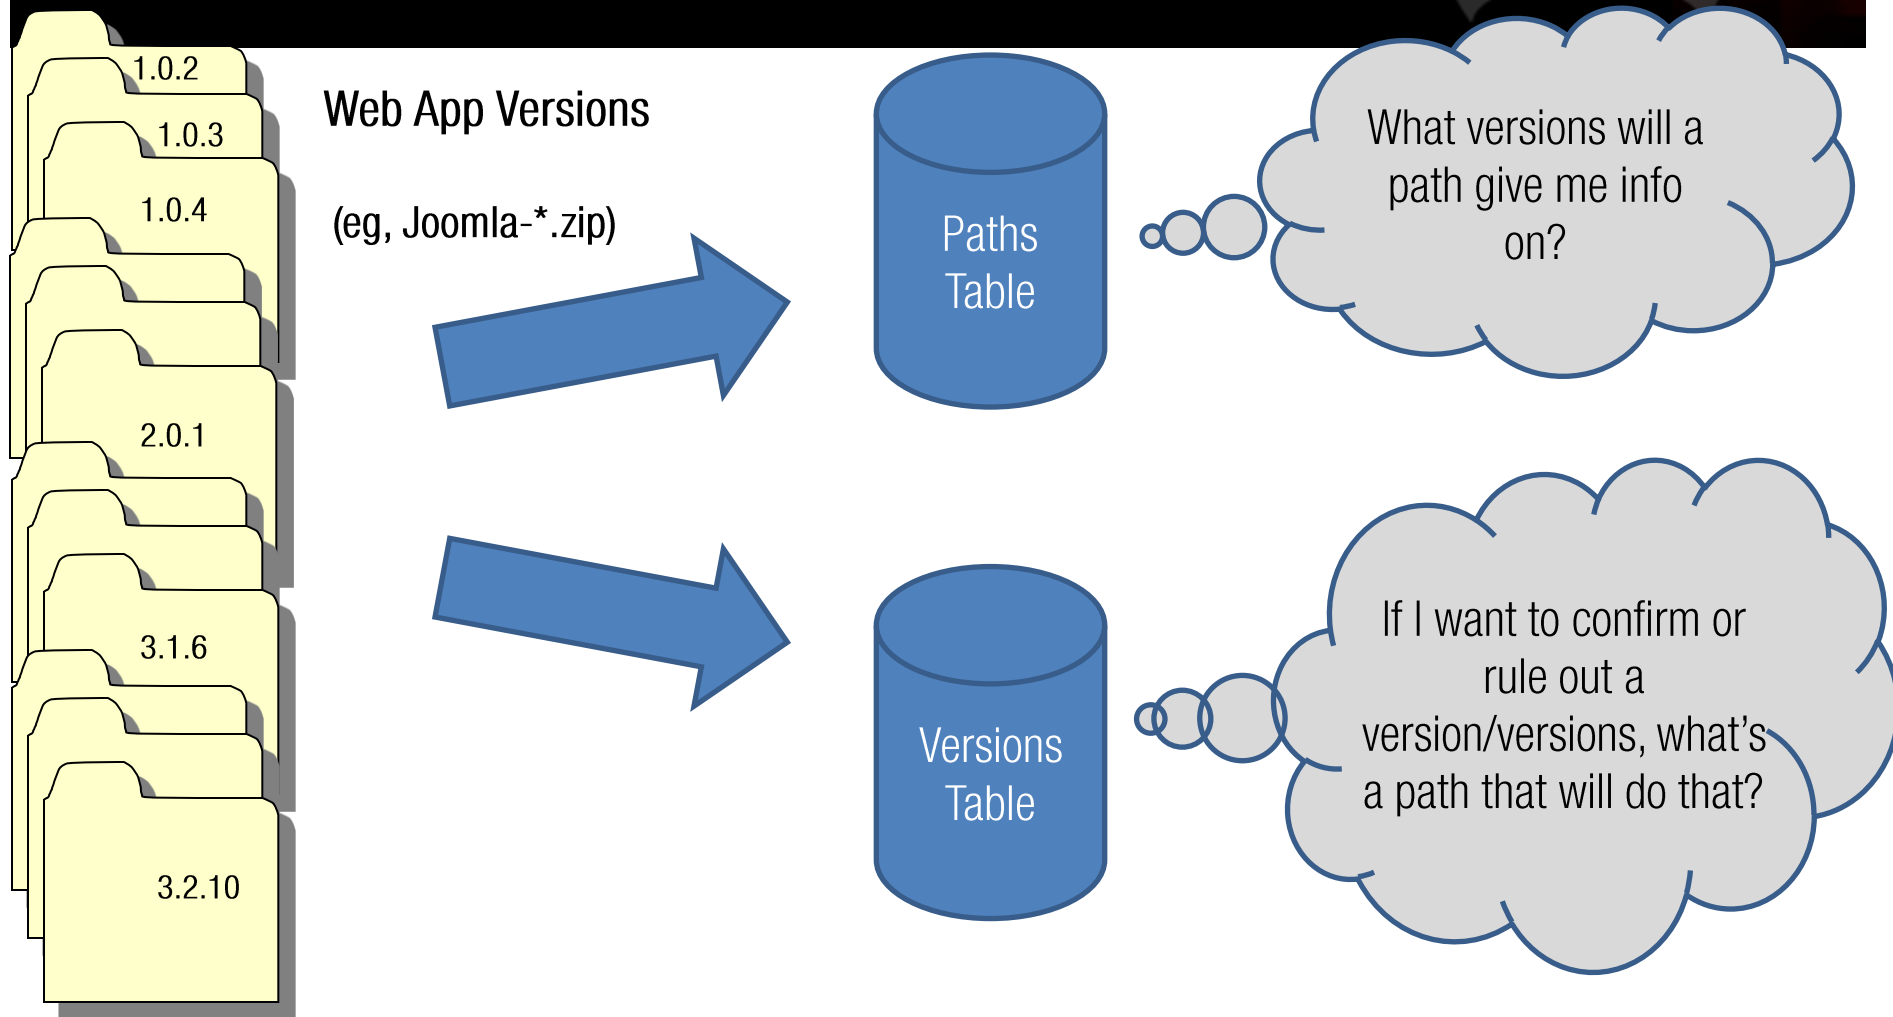 1.0.2
1.0.3
1.0.4
2.0.1
3.1.6
3.2.10
Web App Versions
(eg, Joomla-*.zip)
Paths
Table
What versions will a
path give me info
on?
Versions
Table
If I want to confirm or
rule out a
version/versions, what’s
a path that will do that?